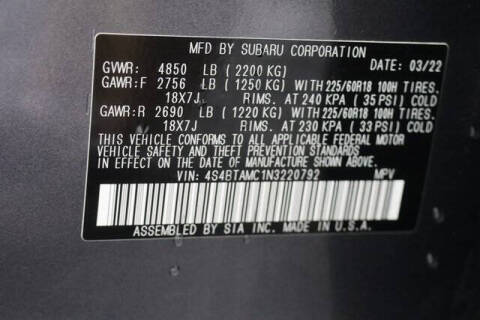 MFD BY SUBARU CORPORATION
GVWR: 4850 LB (2200 KG) DATE: 03/22
GAWR:F 2756 LB (1250 KG) WITH 225/60R18 100H TIRES.
18X7J RIMS. AT 240 KPA (35 PSI) COLD
GAWR:R 2690 LB (1220 KG) WITH 225/60R18 100H TIRES.
18X7J RIMS. AT 230 KPA (33 PSI) COLD
THIS VEHICLE CONFORMS TO ALL APPLICABLE FEDERAL MOTOR
VEHICLE SAFETY AND THEFT PREVENTION STANDARDS
IN EFFECT ON THE DATE OF MANUFACTURE SHOWN ABOVE.
VIN: 4S4BTAMC1N3220792 MPV
ASSEMBLED BY SIA INC. MADE IN U.S.A.